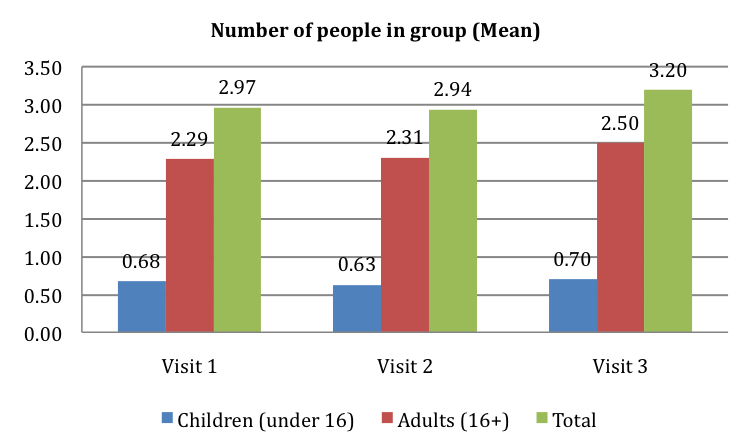 Number of people in group (Mean)
3.50
3.00
2.50
2.00
1.50
1.00
0.50
0.00
0.68
2.29
2.97
0.63
2.31
2.94
0.70
2.50
3.20
Visit 1
Visit 2
Visit 3
Children (under 16)
Adults (16+)
Total